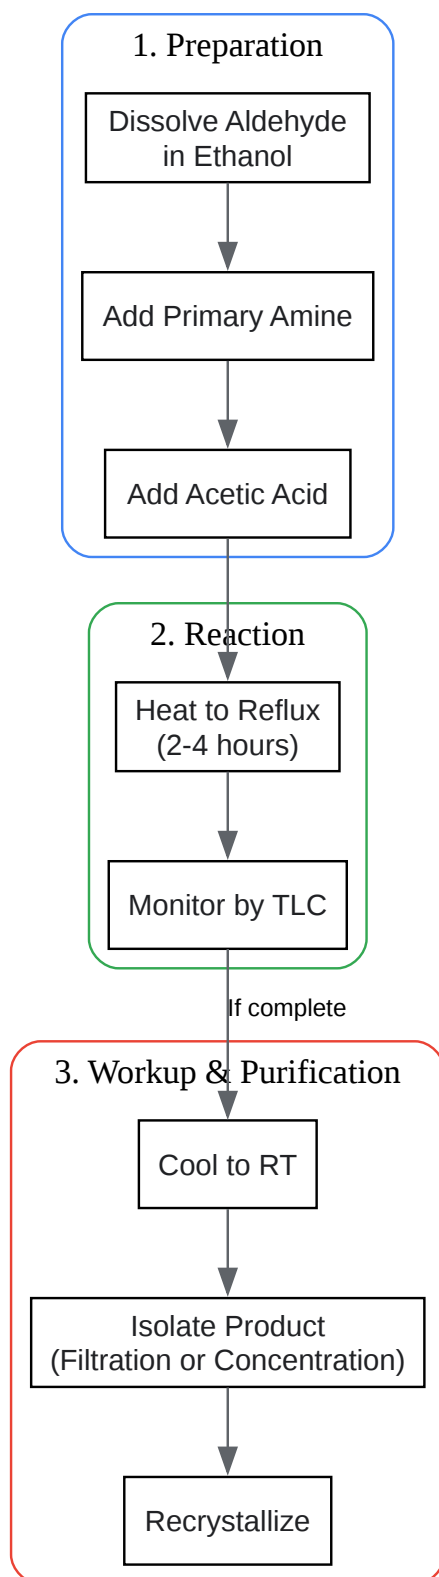 1. Preparation
Dissolve Aldehyde
in Ethanol
Add Primary Amine
Add Acetic Acid
2. Reaction
Heat to Reflux
(2-4 hours)
Monitor by TLC
If complete
3. Workup & Purification
Cool to RT
Isolate Product
(Filtration or Concentration)
Recrystallize